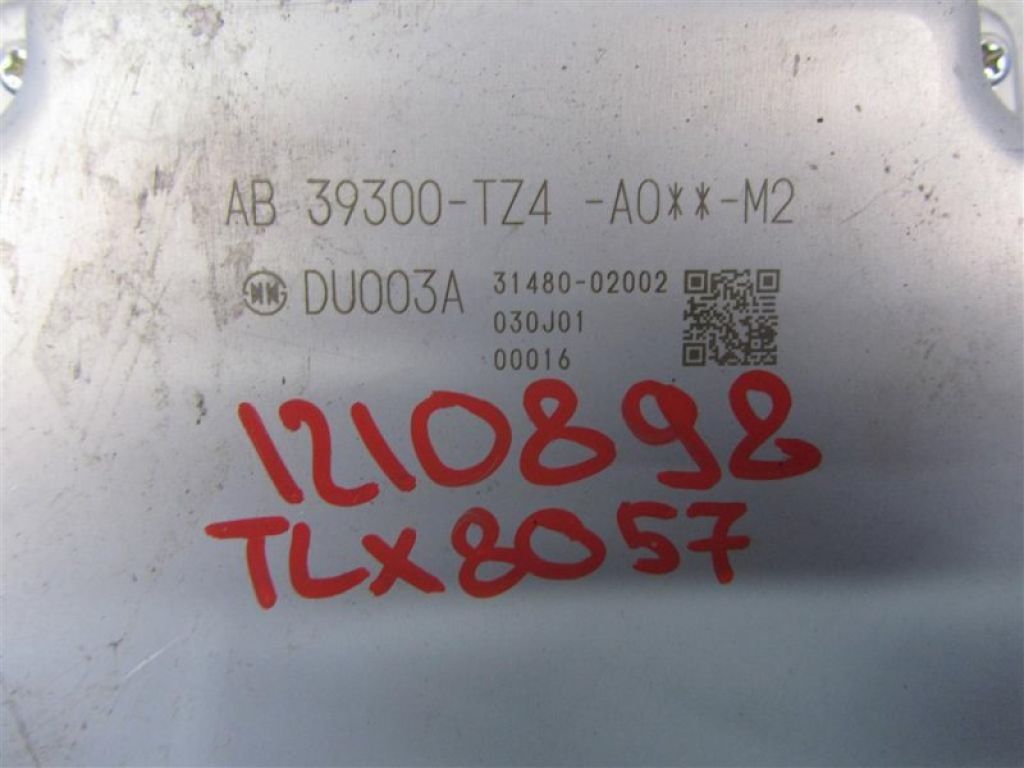 AB 39300-TZ4 -A0**-M2
DU003A 31480-02002
030J01
00016
1210898
TLX8057